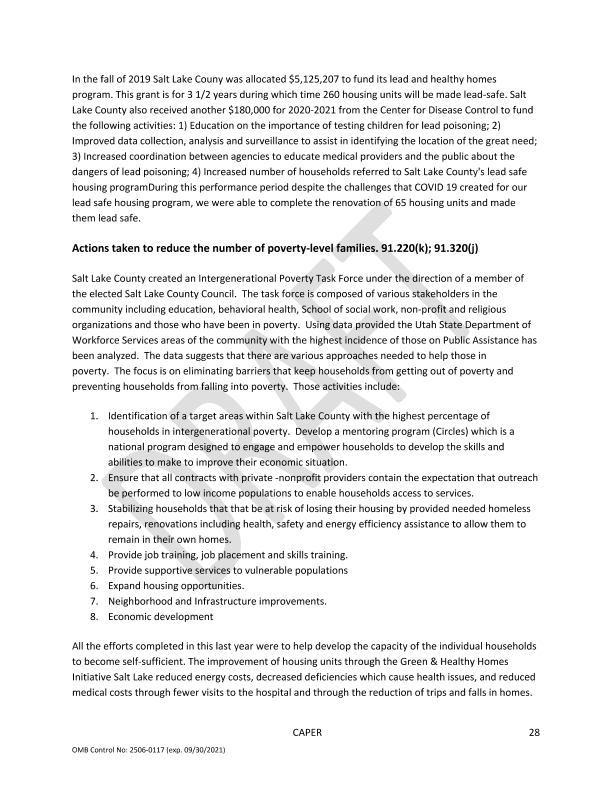 In the fall of 2019 Salt Lake Couny was allocated $5,125,207 to fund its lead and healthy homes
program. This grant is for 3 1/2 years during which time 260 housing units will be made lead-safe. Salt
Lake County also received another $180,000 for 2020-2021 from the Center for Disease Control to fund
the following activities: 1) Education on the importance of testing children for lead poisoning; 2)
Improved data collection, analysis and surveillance to assist in identifying the location of the great need;
3) Increased coordination between agencies to educate medical providers and the public about the
dangers of lead poisoning; 4) Increased number of households referred to Salt Lake County's lead safe
housing programDuring this performance period despite the challenges that COVID 19 created for our
lead safe housing program, we were able to complete the renovation of 65 housing units and made
them lead safe.
Actions taken to reduce the number of poverty-level families. 91.220(k); 91.320(j)
Salt Lake County created an Intergenerational Poverty Task Force under the direction of a member of
the elected Salt Lake County Council.  The task force is composed of various stakeholders in the
community including education, behavioral health, School of social work, non-profit and religious
organizations and those who have been in poverty.  Using data provided the Utah State Department of
Workforce Services areas of the community with the highest incidence of those on Public Assistance has
been analyzed.  The data suggests that there are various approaches needed to help those in
poverty.  The focus is on eliminating barriers that keep households from getting out of poverty and
preventing households from falling into poverty.  Those activities include:
1. Identification of a target areas within Salt Lake County with the highest percentage of
households in intergenerational poverty.  Develop a mentoring program (Circles) which is a
national program designed to engage and empower households to develop the skills and
abilities to make to improve their economic situation.
2. Ensure that all contracts with private -nonprofit providers contain the expectation that outreach
be performed to low income populations to enable households access to services.
3. Stabilizing households that that be at risk of losing their housing by provided needed homeless
repairs, renovations including health, safety and energy efficiency assistance to allow them to
remain in their own homes.
4. Provide job training, job placement and skills training.
5. Provide supportive services to vulnerable populations
6. Expand housing opportunities.
7. Neighborhood and Infrastructure improvements.
8. Economic development
All the efforts completed in this last year were to help develop the capacity of the individual households
to become self-sufficient. The improvement of housing units through the Green & Healthy Homes
Initiative Salt Lake reduced energy costs, decreased deficiencies which cause health issues, and reduced
medical costs through fewer visits to the hospital and through the reduction of trips and falls in homes.
DRAFT
CAPER 28
OMB Control No: 2506-0117 (exp. 09/30/2021)